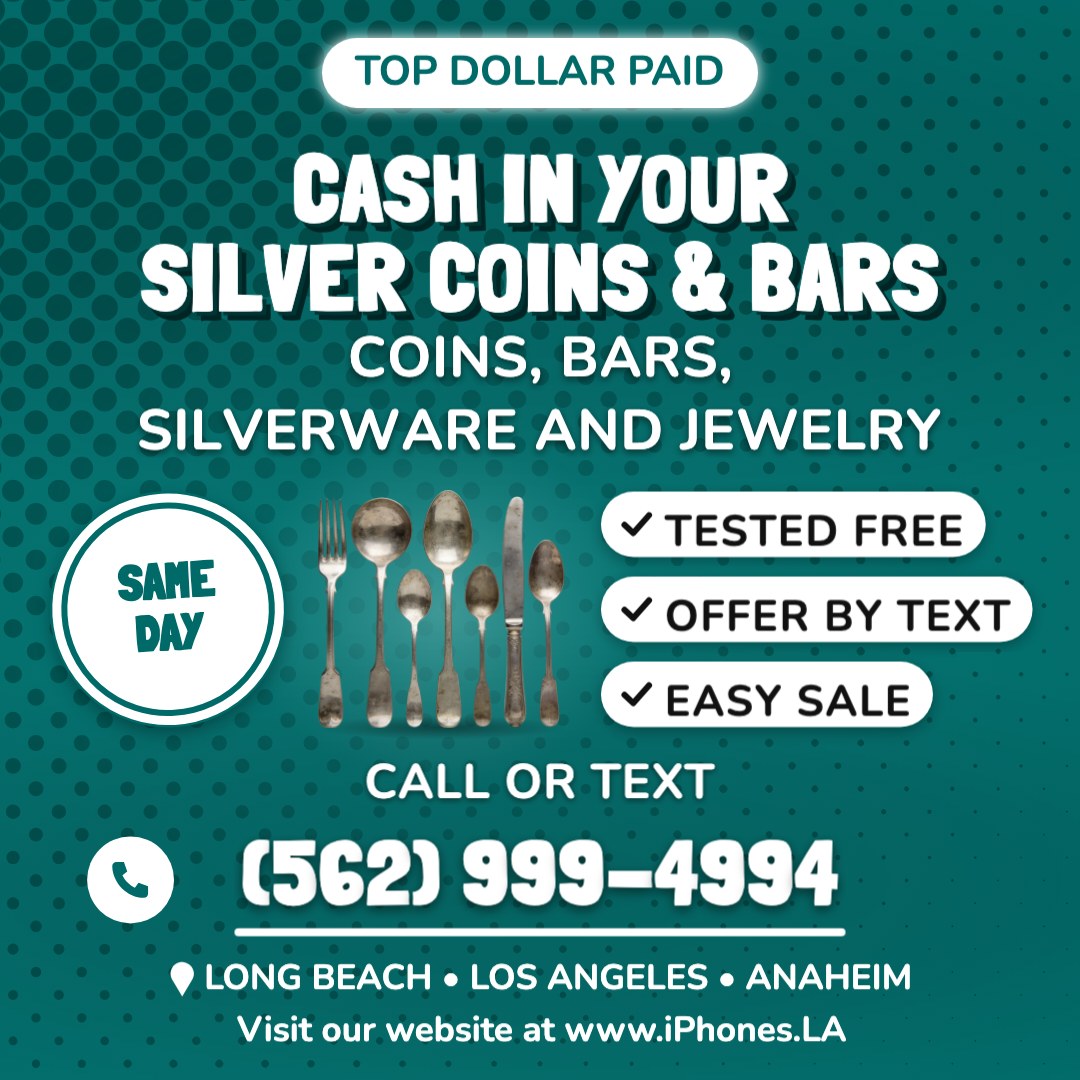 TOP DOLLAR PAID
CASH IN YOUR
SILVER COINS & BARS
COINS, BARS,
SILVERWARE AND JEWELRY
SAME
DAY
TESTED FREE
OFFER BY TEXT
EASY SALE
CALL OR TEXT
(562) 999-4994
LONG BEACH • LOS ANGELES • ANAHEIM
Visit our website at www.iPhones.LA